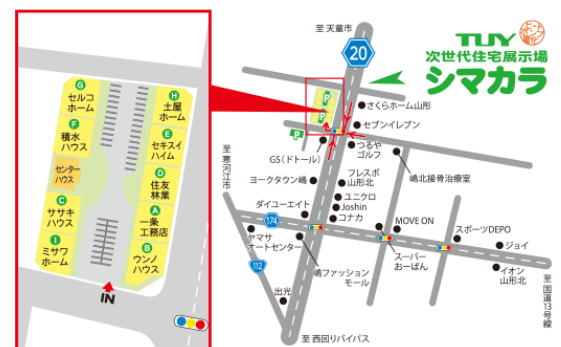 TUY
次世代住宅展示場
シマカラ
至 天童市
20
G
セルコ
ホーム
H
土屋
ホーム
F
積水
ハウス
E
セキスイ
ハイム
センター
ハウス
D
住友
林業
C
ササキ
ハウス
A
一条
工務店
I
ミサワ
ホーム
B
ウンノ
ハウス
IN
P
P
P
さくらホーム山形
セブンイレブン
つるや
ゴルフ
GS(ドトール)
嶋北接骨治療室
至 寒河江市
ヨークタウン嶋
フレスポ
山形北
ユニクロ
Joshin
コナカ
ダイユーエイト
174
MOVE ON
スポーツDEPO
ジョイ
ヤマサ
オートセンター
スーパー
おーばん
イオン
山形北
112
嶋ファッション
モール
出光
至 国道13号線
至 西回りバイパス